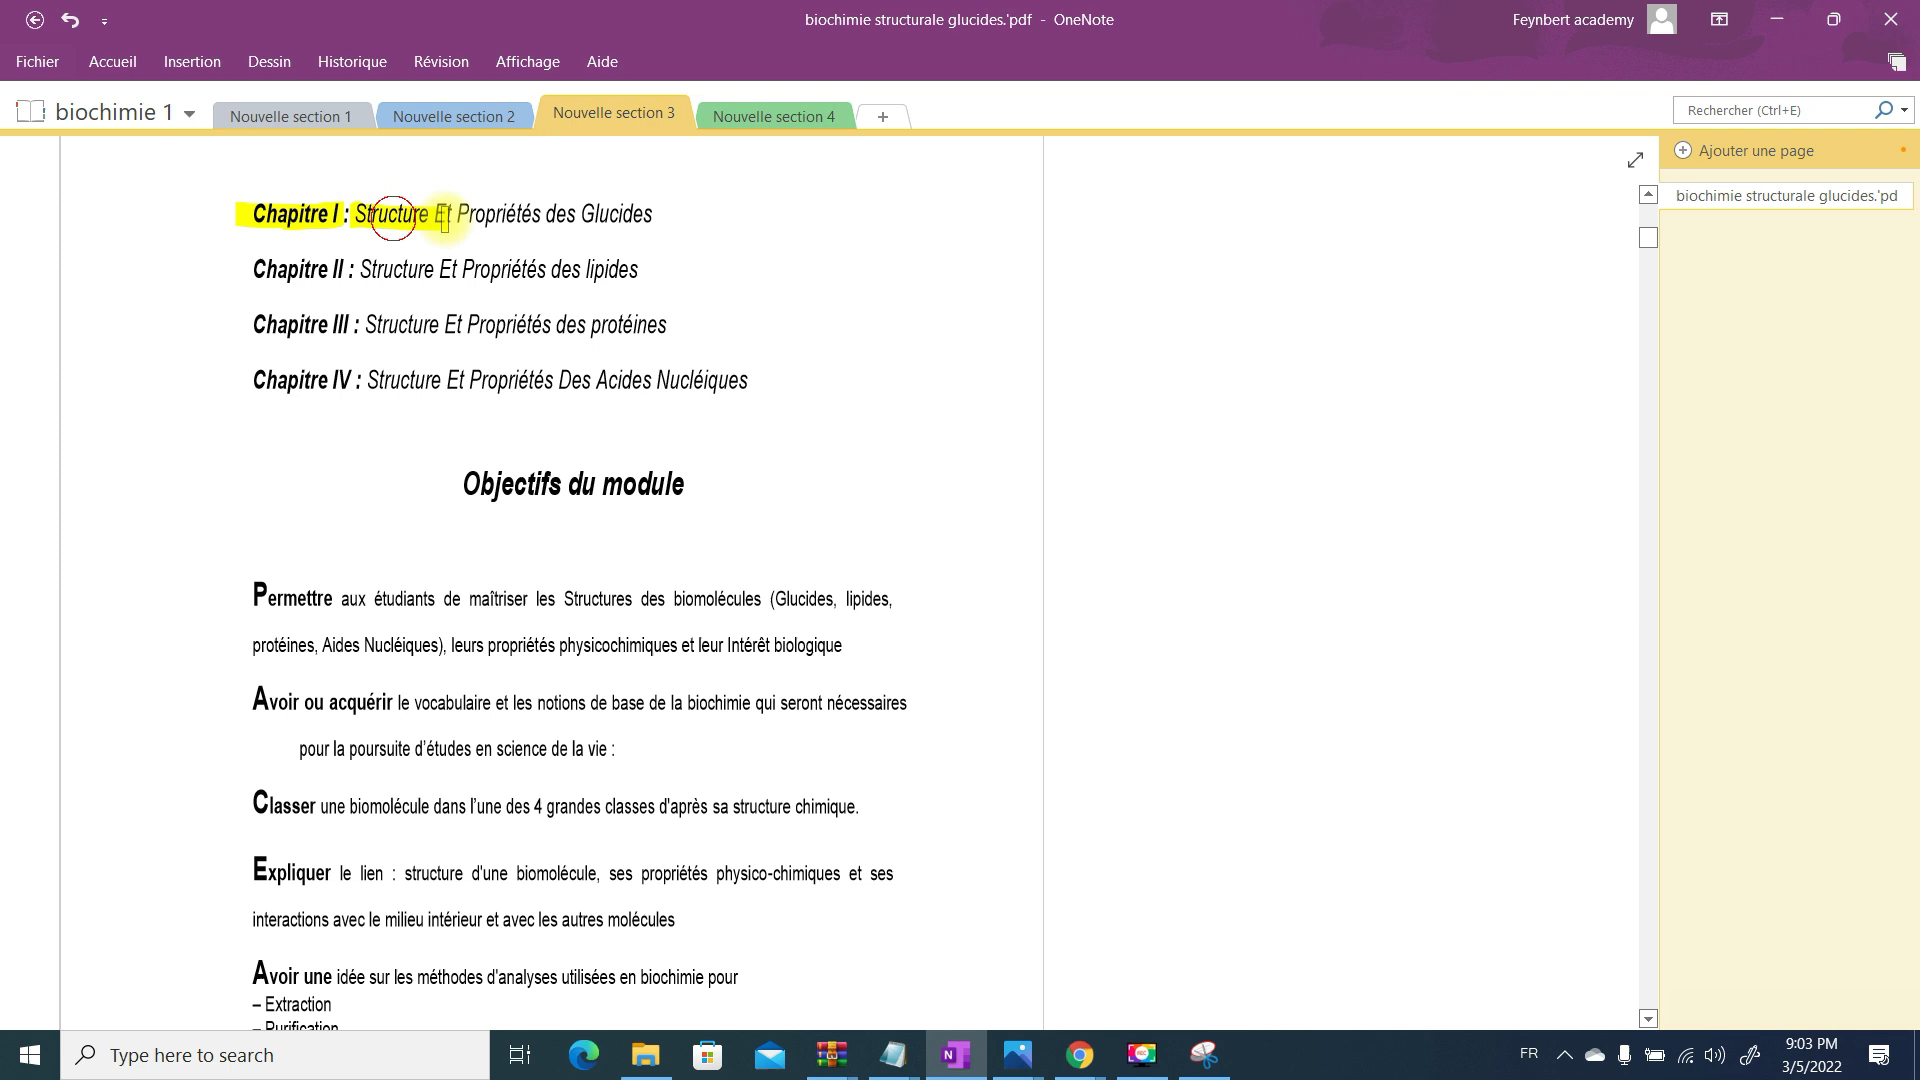 biochimie structurale glucides.'pdf - OneNote
Feynbert academy
Fichier Accueil Insertion Dessin Historique Révision Affichage Aide
biochimie 1
Nouvelle section 1
Nouvelle section 2
Nouvelle section 3
Nouvelle section 4
+
Rechercher (Ctrl+E)
Ajouter une page
biochimie structurale glucides.'pd
Chapitre I : Structure Et Propriétés des Glucides
Chapitre II : Structure Et Propriétés des lipides
Chapitre III : Structure Et Propriétés des protéines
Chapitre IV : Structure Et Propriétés Des Acides Nucléiques
Objectifs du module
Permettre aux étudiants de maîtriser les Structures des biomolécules (Glucides, lipides,
protéines, Aides Nucléiques), leurs propriétés physicochimiques et leur Intérêt biologique
Avoir ou acquérir le vocabulaire et les notions de base de la biochimie qui seront nécessaires
pour la poursuite d'études en science de la vie :
Classer une biomolécule dans l'une des 4 grandes classes d'après sa structure chimique.
Expliquer le lien : structure d'une biomolécule, ses propriétés physico-chimiques et ses
interactions avec le milieu intérieur et avec les autres molécules
Avoir une idée sur les méthodes d'analyses utilisées en biochimie pour
– Extraction
– Purification
Type here to search
FR
9:03 PM
3/5/2022